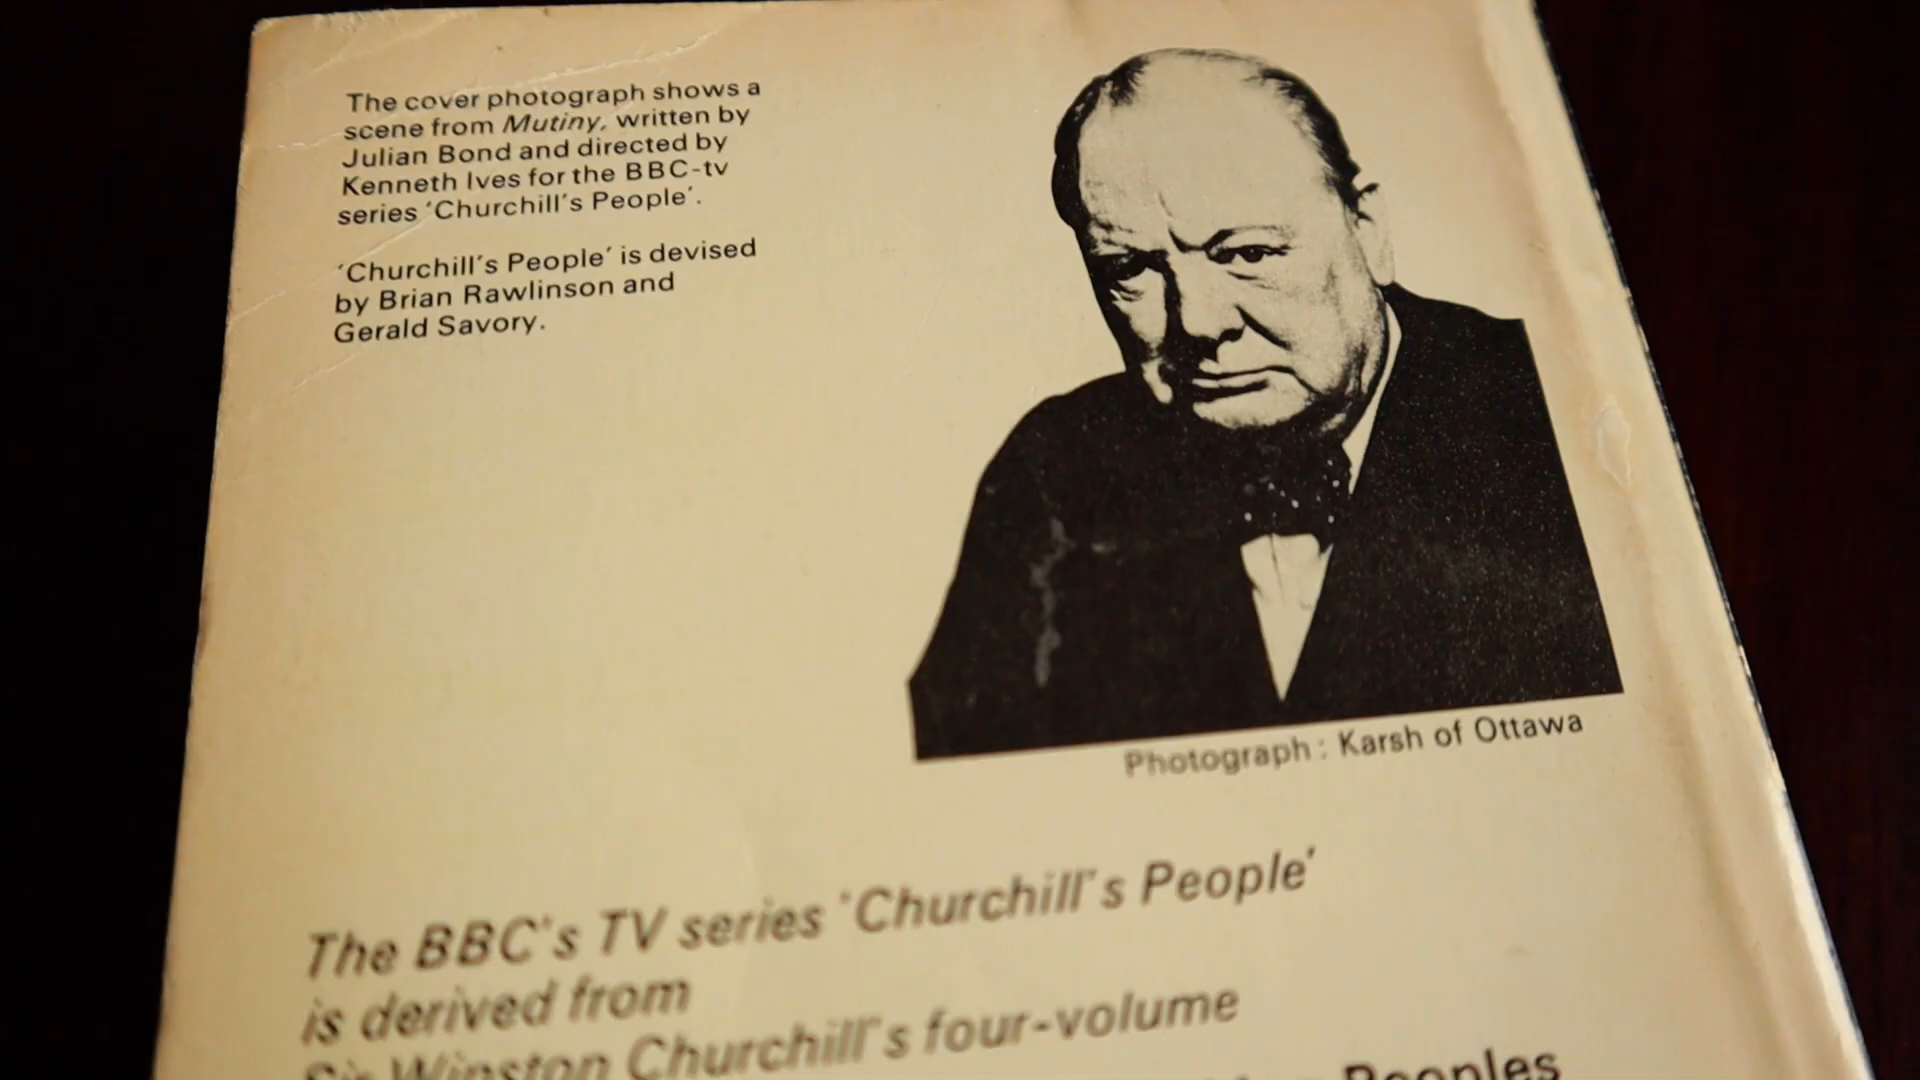 The cover photograph shows a
scene from Mutiny, written by
Julian Bond and directed by
Kenneth Ives for the BBC-tv
series 'Churchill's People'.
'Churchill's People' is devised
by Brian Rawlinson and
Gerald Savory.
Photograph : Karsh of Ottawa
The BBC's TV series 'Churchill's People'
is derived from
Sir Winston Churchill's four-volume
Peoples